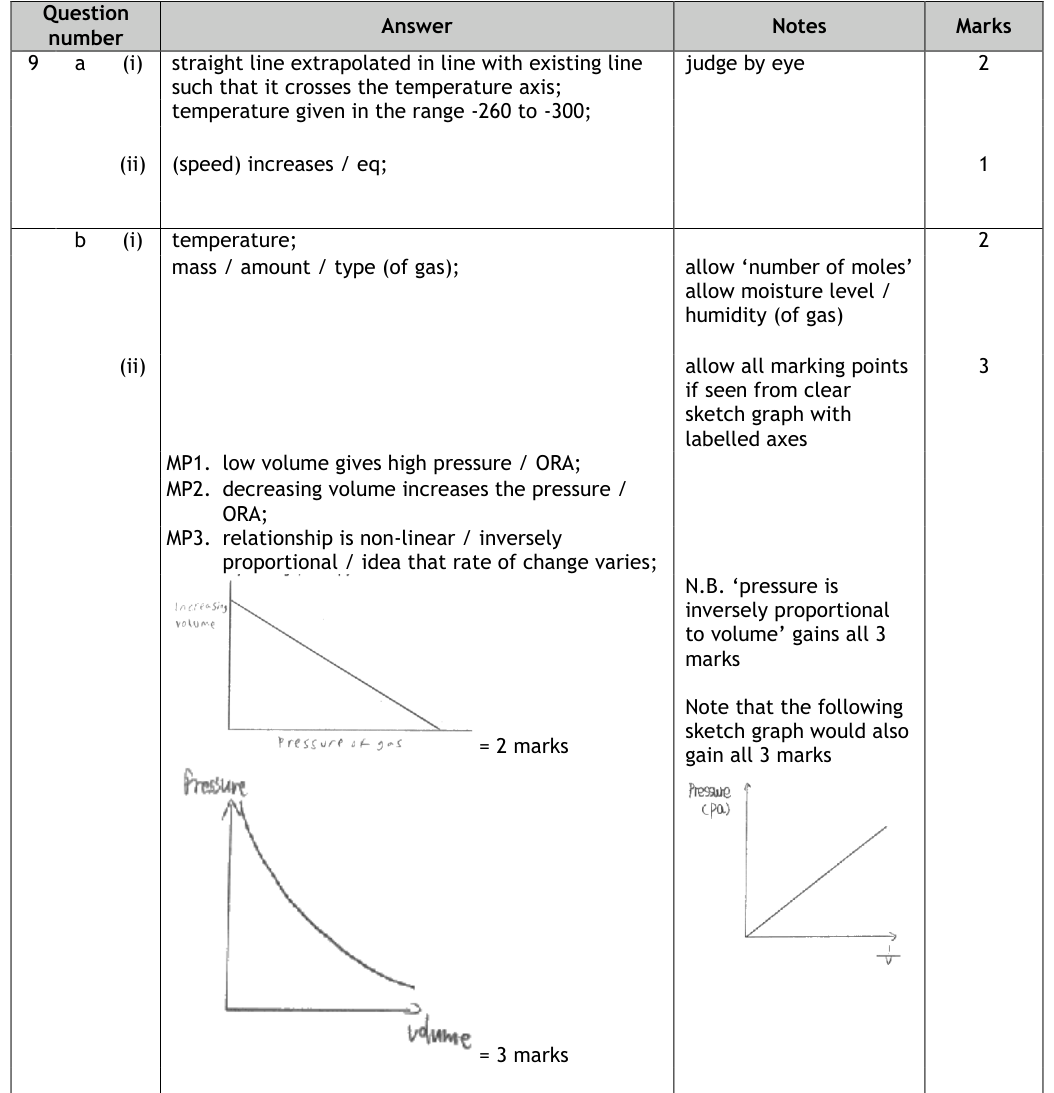 Question number Answer Notes Marks
9 a (i) straight line extrapolated in line with existing line judge by eye 2
such that it crosses the temperature axis;
temperature given in the range -260 to -300;
(ii) (speed) increases / eq; 1
b (i) temperature; 2
mass / amount / type (of gas); allow ‘number of moles’
allow moisture level /
humidity (of gas)
(ii) allow all marking points 3
if seen from clear
sketch graph with
labelled axes
MP1. low volume gives high pressure / ORA;
MP2. decreasing volume increases the pressure /
ORA;
MP3. relationship is non-linear / inversely
proportional / idea that rate of change varies;
N.B. ‘pressure is
inversely proportional
to volume’ gains all 3
marks
Increasing
volume
Pressure of gas
= 2 marks
Note that the following
sketch graph would also
gain all 3 marks
Pressure
volume
= 3 marks
Pressure
(Pa)
1
V